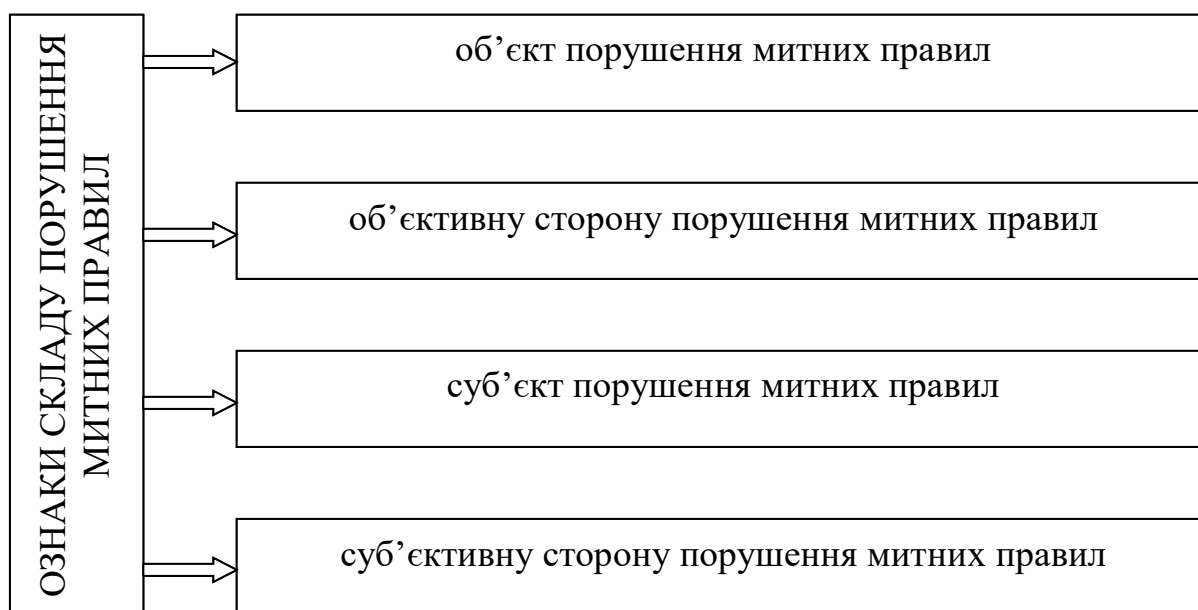 ОЗНАКИ СКЛАДУ ПОРУШЕННЯ
МИТНИХ ПРАВИЛ
об’єкт порушення митних правил
об’єктивну сторону порушення митних правил
суб’єкт порушення митних правил
суб’єктивну сторону порушення митних правил